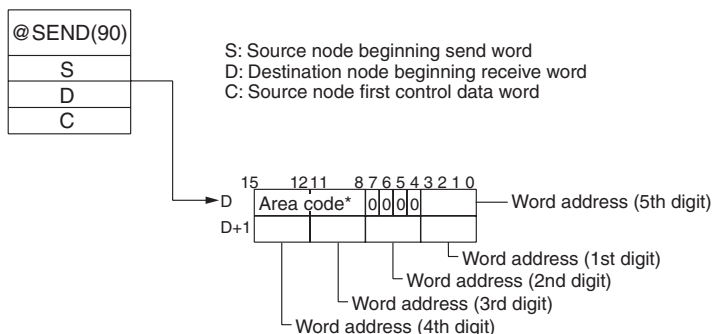 @SEND(90)
S
D
C
S: Source node beginning send word
D: Destination node beginning receive word
C: Source node first control data word
15 12 11 8 7 6 5 4 3 2 1 0
D Area code* 0 0 0 0 Word address (5th digit)
D+1
Word address (1st digit)
Word address (2nd digit)
Word address (3rd digit)
Word address (4th digit)